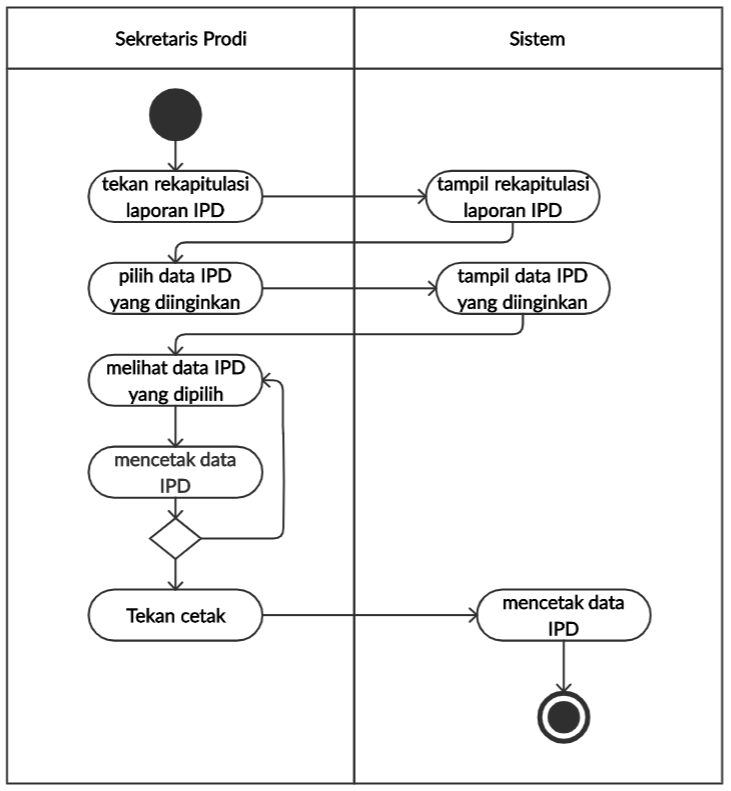 Sekretaris Prodi
Sistem
tekan rekapitulasi
laporan IPD
tampil rekapitulasi
laporan IPD
pilih data IPD
yang diinginkan
tampil data IPD
yang diinginkan
melihat data IPD
yang dipilih
mencetak data
IPD
Tekan cetak
mencetak data
IPD